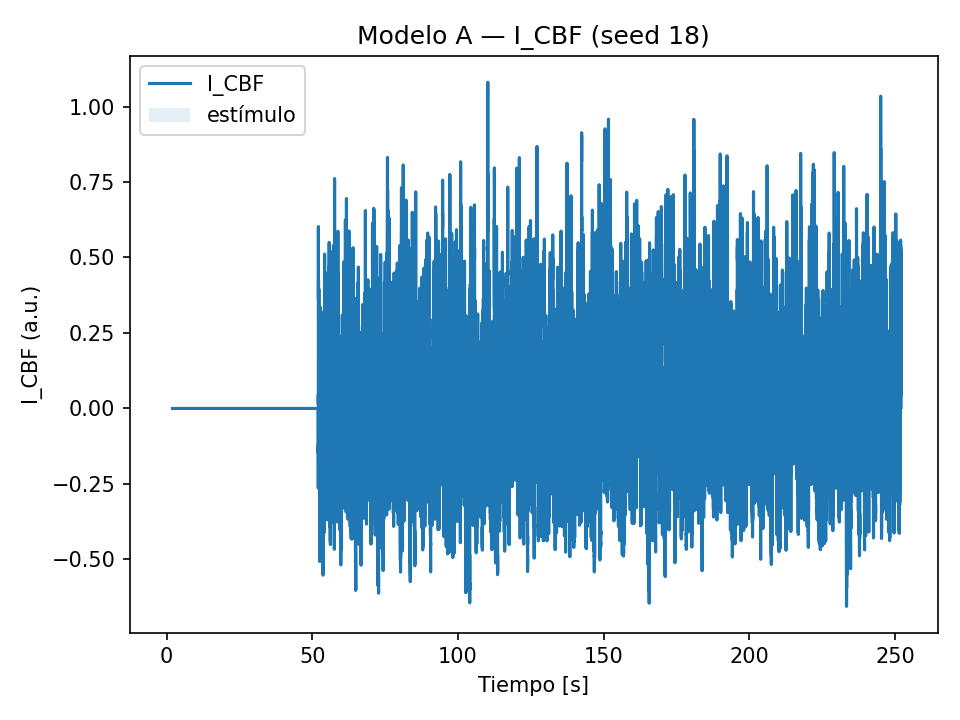 Modelo A — I_CBF (seed 18)
I_CBF
estímulo
1.00
0.75
0.50
0.25
0.00
−0.25
−0.50
I_CBF (a.u.)
0 50 100 150 200 250
Tiempo [s]